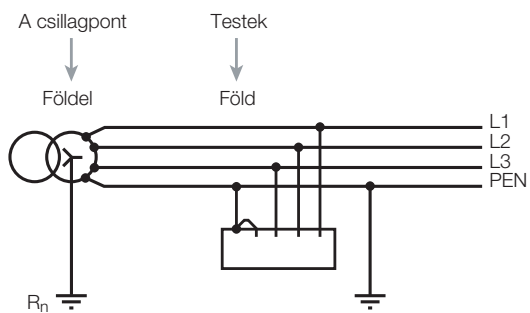 A csillagpont
Testek
Földel
Föld
L1
L2
L3
PEN
Rn